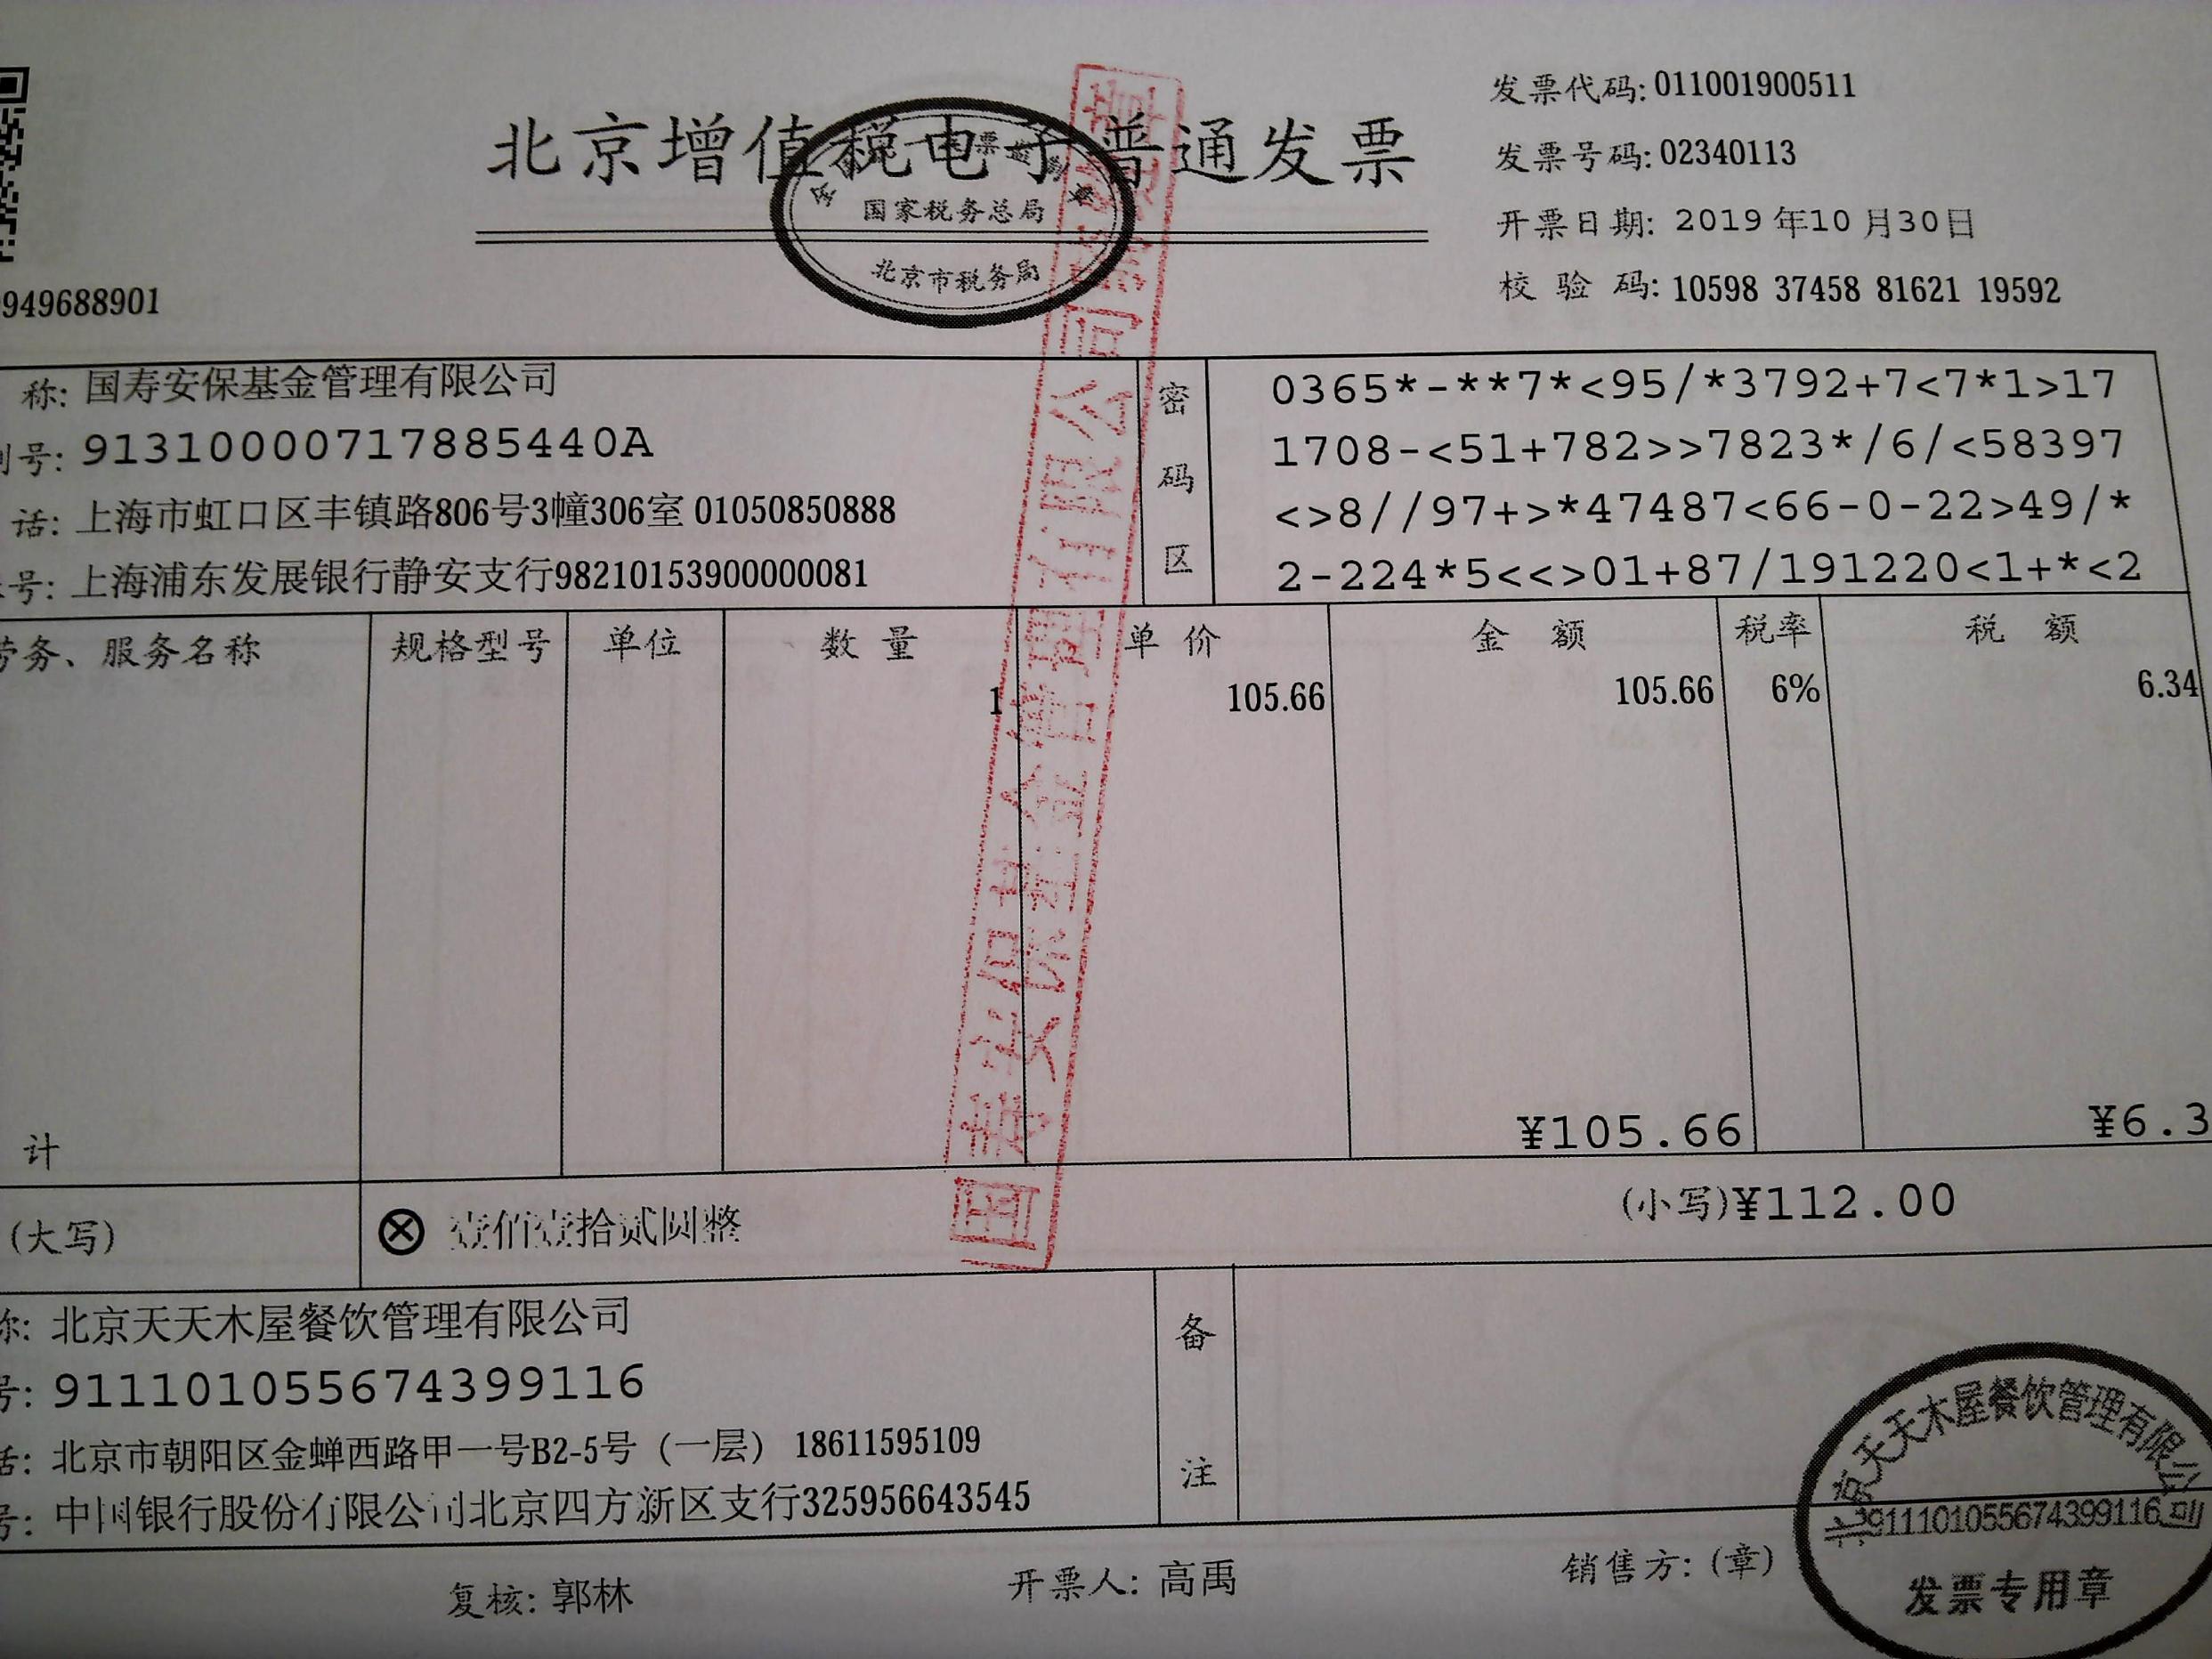 北京增值税电子普通发票
国家税务总局
北京市税务局
发票代码: 011001900511
发票号码: 02340113
开票日期: 2019 年10 月30日
校 验 码: 10598 37458 81621 19592
949688901
称: 国寿安保基金管理有限公司
号: 91310000717885440A
话: 上海市虹口区丰镇路806号3幢306室 01050850888
号: 上海浦东发展银行静安支行98210153900000081
密码区
0365*-**7*<95/*3792+7<7*1>17
1708-<51+782>>7823*/6/<58397
<>8//97+>*47487<66-0-22>49/*
2-224*5<<>01+87/191220<1+*<2
劳务、服务名称 规格型号 单位 数 量 单 价 金 额 税率 税 额
1 105.66 105.66 6% 6.34
计 ¥105.66 ¥6.3
(大写) ⊗ 壹佰壹拾贰圆整 (小写)¥112.00
称: 北京天天木屋餐饮管理有限公司
号: 911101055674399116
话: 北京市朝阳区金蝉西路甲一号B2-5号（一层） 18611595109
号: 中国银行股份有限公司北京四方新区支行325956643545
备注
复核: 郭林 开票人: 高禹 销售方: (章)
北京天天木屋餐饮管理有限公司
911101055674399116
发票专用章
国寿安保基金管理有限公司